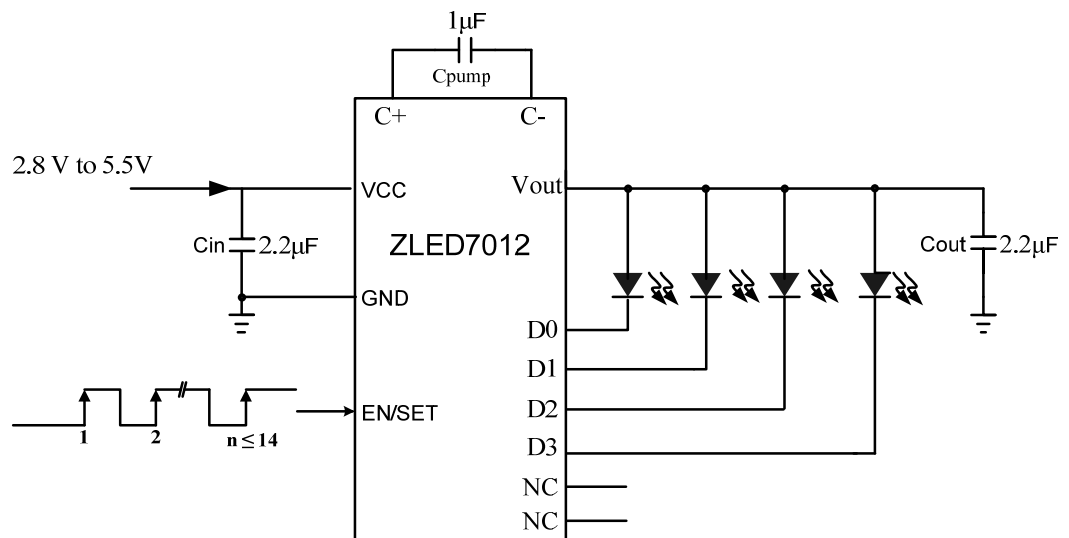 1μF
Cpump
C+
C-
2.8 V to 5.5V
VCC
Vout
Cin
2.2μF
ZLED7012
Cout
2.2μF
GND
D0
D1
EN/SET
D2
1
2
n ≤ 14
D3
NC
NC